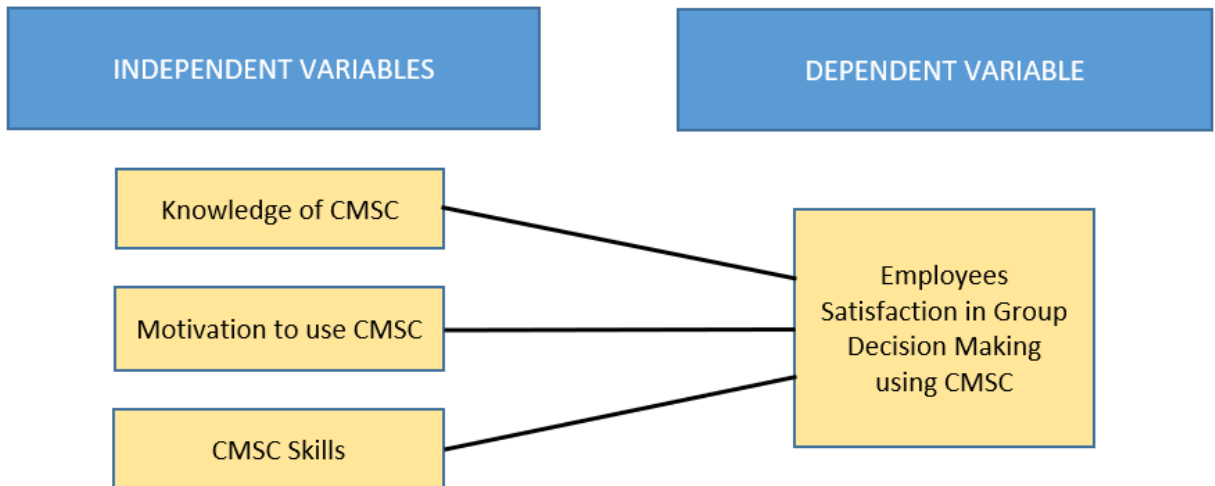 INDEPENDENT VARIABLES
DEPENDENT VARIABLE
Knowledge of CMSC
Motivation to use CMSC
CMSC Skills
Employees
Satisfaction in Group
Decision Making
using CMSC